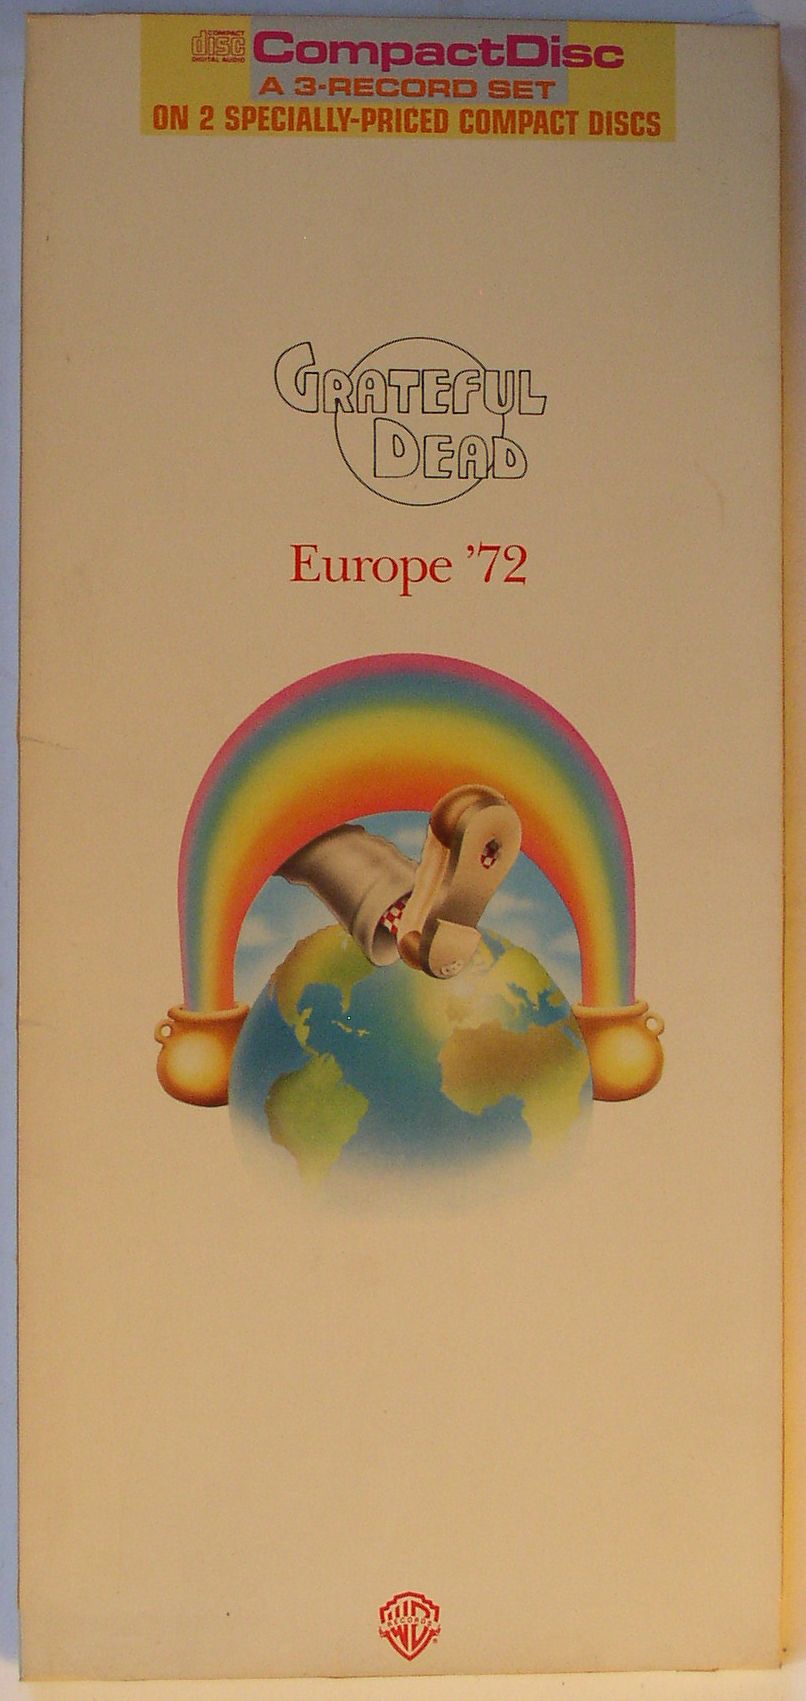 COMPACT
disc
DIGITAL AUDIO
CompactDisc
A 3-RECORD SET
ON 2 SPECIALLY-PRICED COMPACT DISCS
GRATEFUL
DEAD
Europe '72
RECORDS